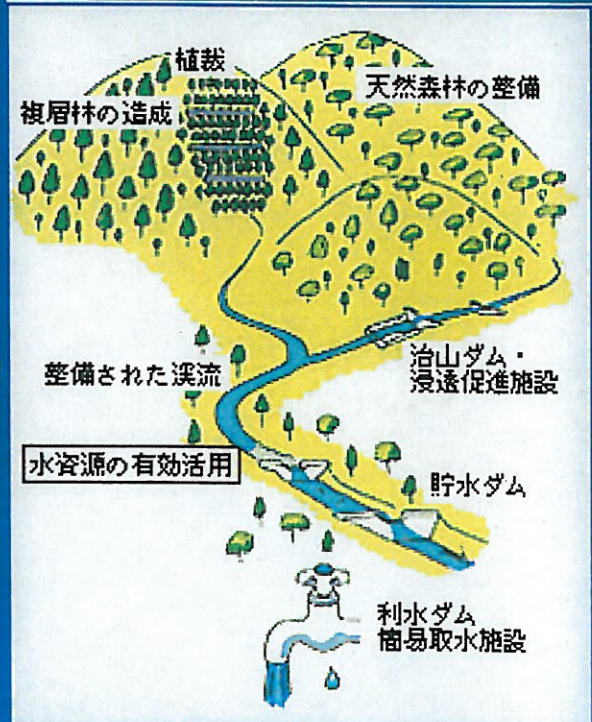 植栽
天然森林の整備
複層林の造成
治山ダム・
浸透促進施設
整備された渓流
水資源の有効活用
貯水ダム
利水ダム
簡易取水施設